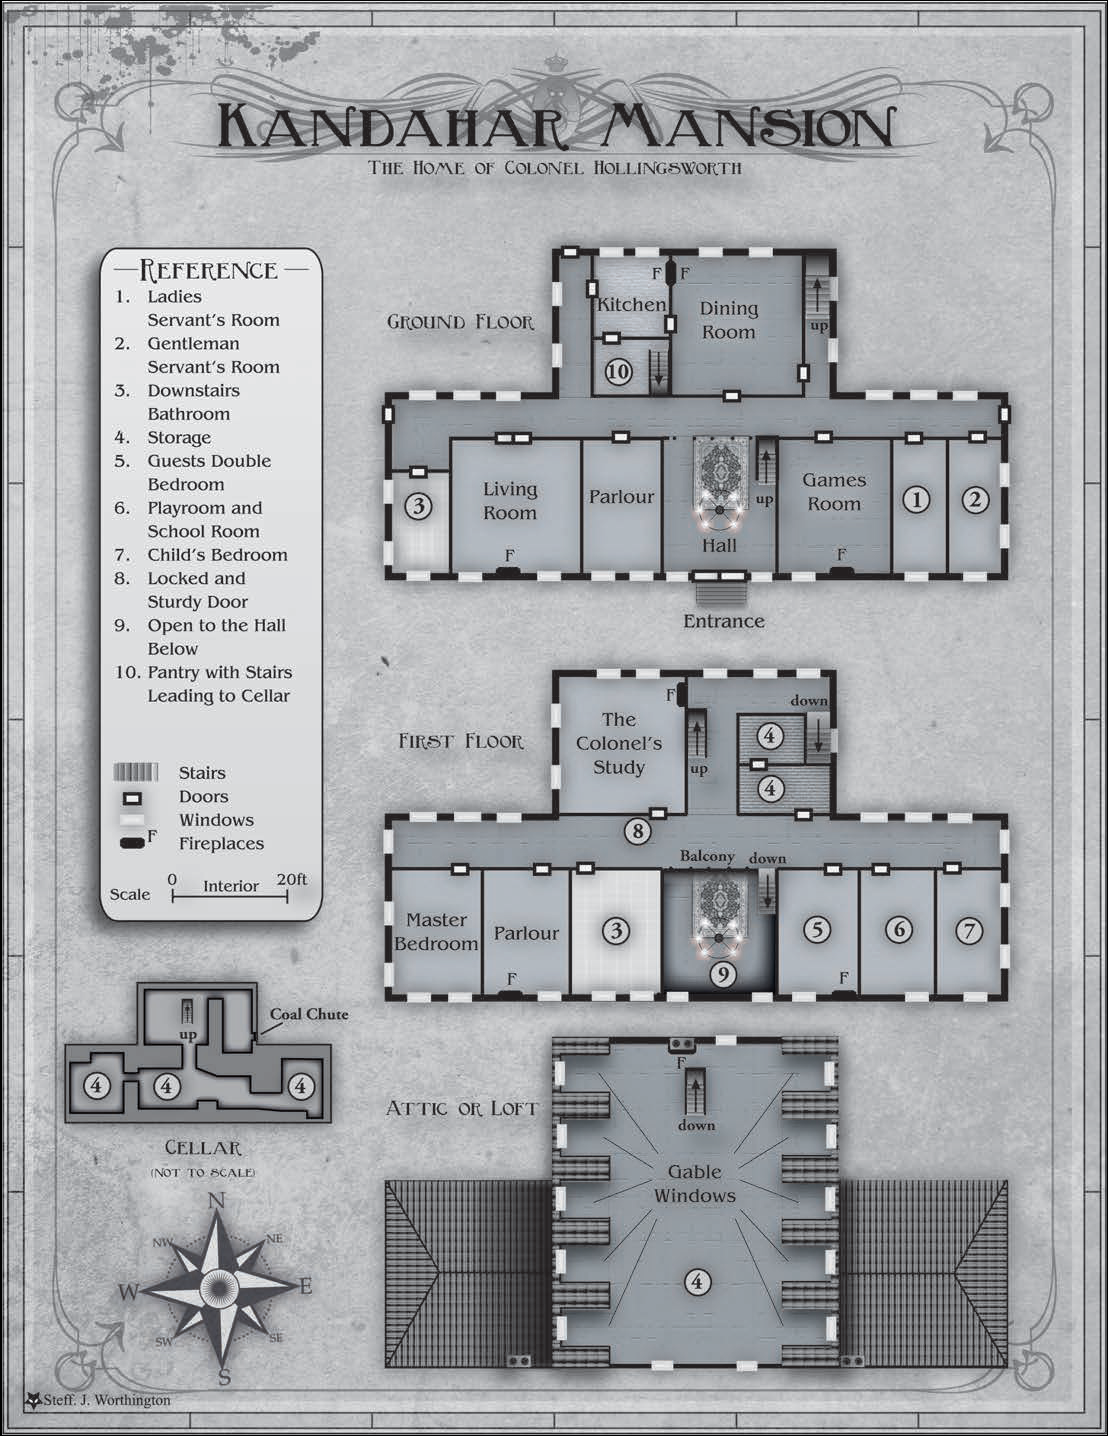 KANDAHAR MANSION
THE HOME OF COLONEL HOLLINGSWORTH
REFERENCE
1. Ladies
Servant's Room
2. Gentleman
Servant's Room
3. Downstairs
Bathroom
4. Storage
5. Guests Double
Bedroom
6. Playroom and
School Room
7. Child's Bedroom
8. Locked and
Sturdy Door
9. Open to the Hall
Below
10. Pantry with Stairs
Leading to Cellar
Stairs
Doors
Windows
F Fireplaces
Scale 0 Interior 20ft
GROUND FLOOR
F F
Kitchen
Dining
Room
up
10
3
Living
Room
F
Parlour
up
Hall
Games
Room
F
1
2
Entrance
FIRST FLOOR
The
Colonel's
Study
F
up
down
4
4
8
Balcony
down
Master
Bedroom
Parlour
F
3
9
5
F
6
7
up
Coal Chute
4
4
4
CELLAR
(NOT TO SCALE)
ATTIC OR LOFT
F
down
Gable
Windows
4
N
NW
NE
W
E
SW
SE
S
Steff. J. Worthington